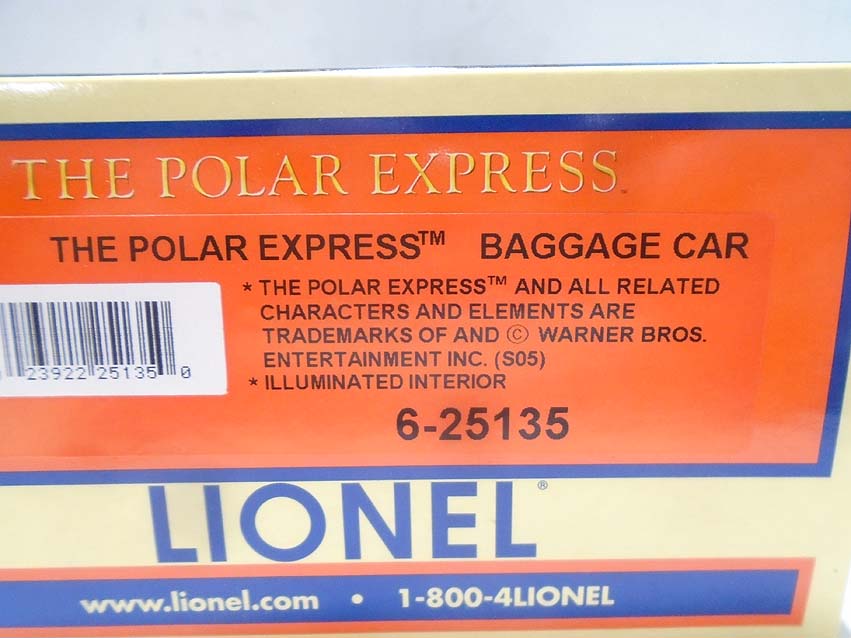 THE POLAR EXPRESS™
THE POLAR EXPRESS™ BAGGAGE CAR
* THE POLAR EXPRESS™ AND ALL RELATED
CHARACTERS AND ELEMENTS ARE
TRADEMARKS OF AND © WARNER BROS.
ENTERTAINMENT INC. (S05)
* ILLUMINATED INTERIOR
23922 25135 0
6-25135
LIONEL®
www.lionel.com • 1-800-4LIONEL